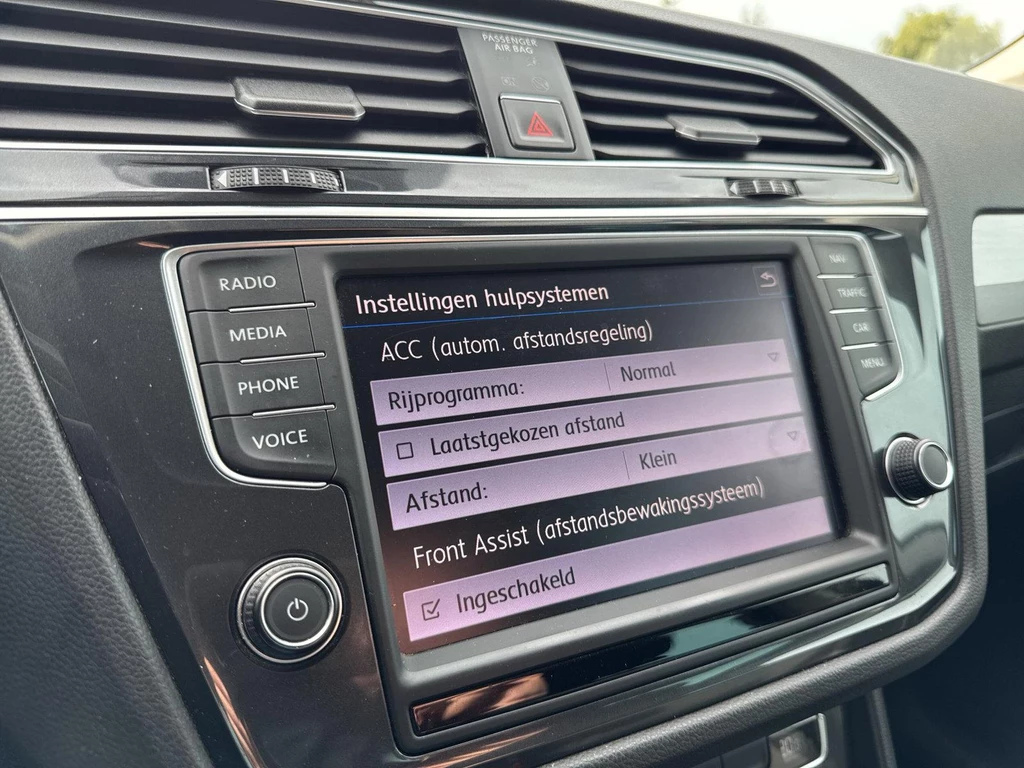 PASSENGER
AIR BAG
RADIO
MEDIA
PHONE
VOICE
Instellingen hulpsystemen
ACC (autom. afstandsregeling)
Rijprogramma: Normal
Laatstgekozen afstand
Afstand: Klein
Front Assist (afstandsbewakingssysteem)
Ingeschakeld
NAV
TRAFFIC
CAR
MENU